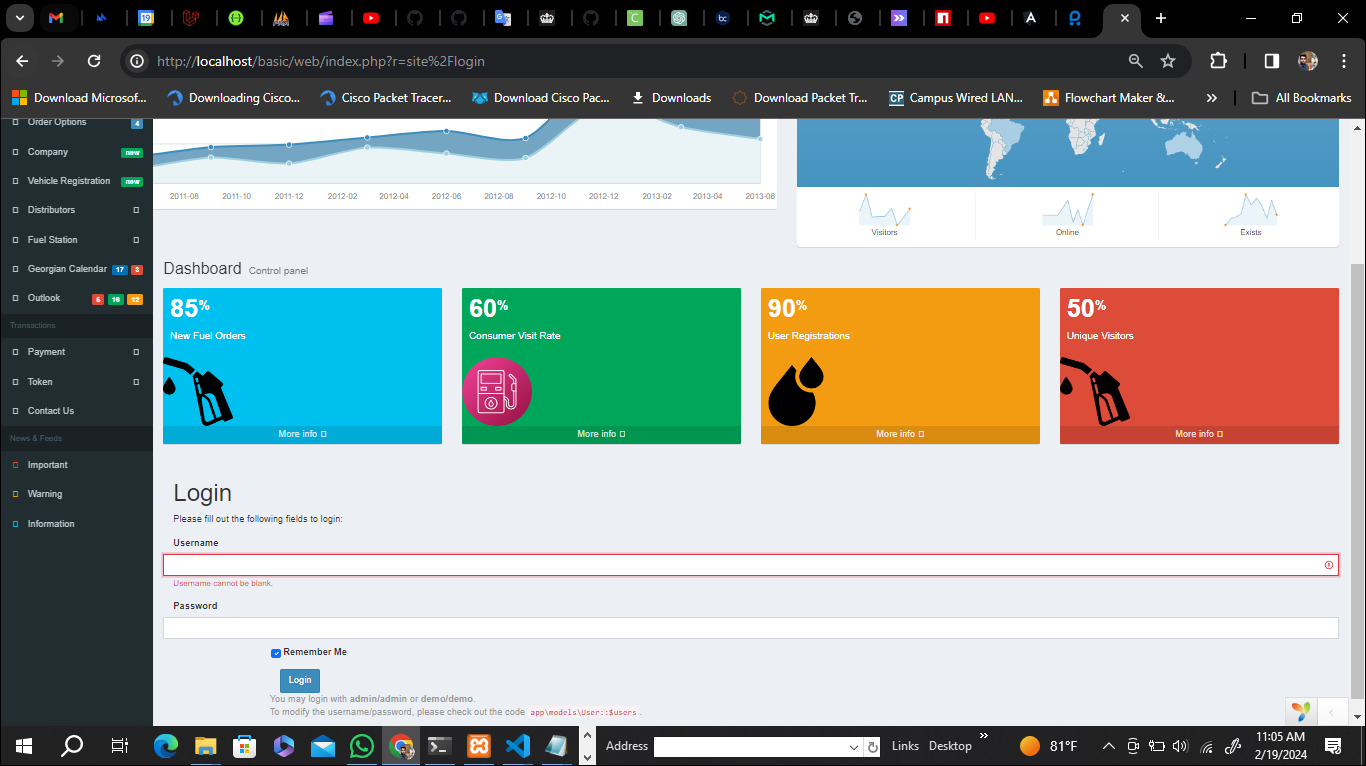 http://localhost/basic/web/index.php?r=site%2Flogin
Download Microsof...
Downloading Cisco...
Cisco Packet Tracer...
Download Cisco Pac...
Downloads
Download Packet Tr...
CP Campus Wired LAN...
Flowchart Maker &...
All Bookmarks
Order Options 4
Company new
Vehicle Registration new
Distributors
Fuel Station
Georgian Calendar 17 3
Outlook 5 16 12
Transactions
Payment
Token
Contact Us
News & Feeds
Important
Warning
Information
2011-08 2011-10 2011-12 2012-02 2012-04 2012-06 2012-08 2012-10 2012-12 2013-02 2013-04 2013-06
Visitors Online Exists
Dashboard Control panel
85%
New Fuel Orders
More info
60%
Consumer Visit Rate
More info
90%
User Registrations
More info
50%
Unique Visitors
More info
Login
Please fill out the following fields to login:
Username
Username cannot be blank.
Password
Remember Me
Login
You may login with admin/admin or demo/demo.
To modify the username/password, please check out the code app\models\User::$users.
Address
Links
Desktop
81°F
11:05 AM
2/19/2024